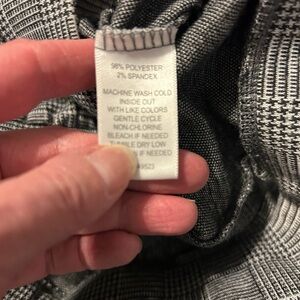 98% POLYESTER
2% SPANDEX
MACHINE WASH COLD
INSIDE OUT
WITH LIKE COLORS
GENTLE CYCLE
NON-CHLORINE
BLEACH IF NEEDED
DRY LOW
IF NEEDED
49523